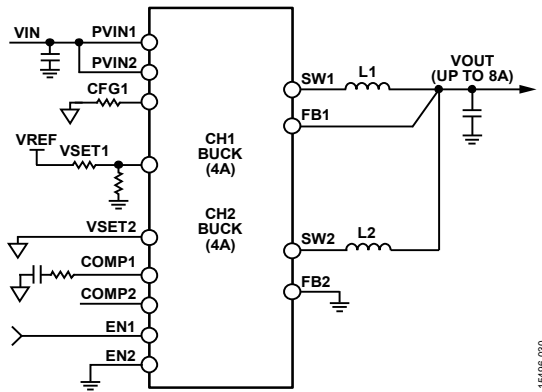 VIN
PVIN1
PVIN2
CFG1
VREF
VSET1
VSET2
COMP1
COMP2
EN1
EN2
CH1
BUCK
(4A)
CH2
BUCK
(4A)
SW1
L1
FB1
VOUT
(UP TO 8A)
SW2
L2
FB2